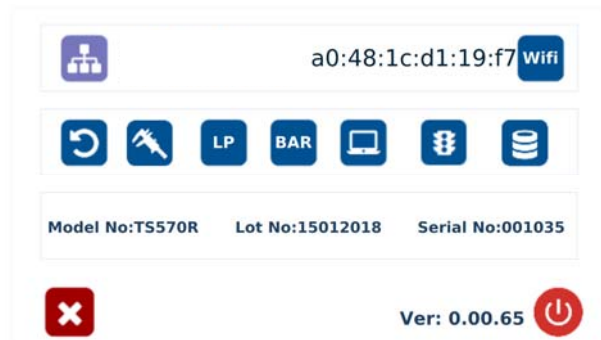 a0:48:1c:d1:19:f7 Wifi
LP BAR
Model No:TS570R Lot No:15012018 Serial No:001035
Ver: 0.00.65